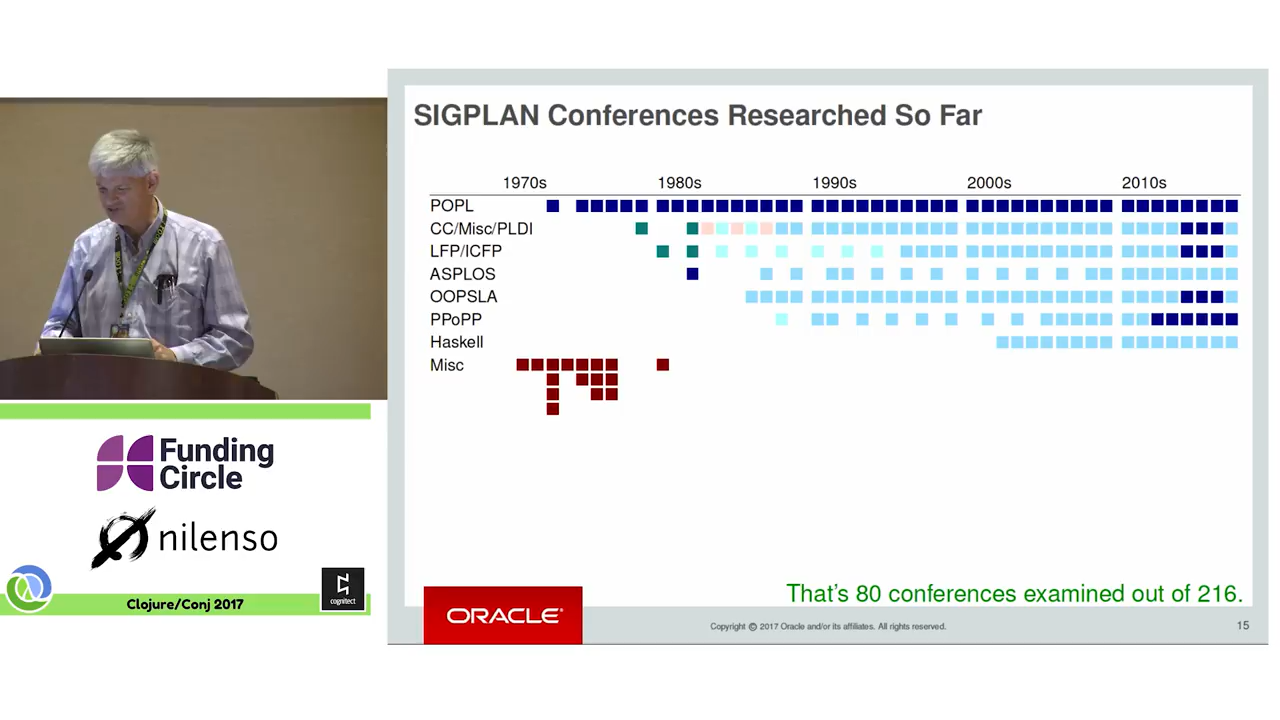 SIGPLAN Conferences Researched So Far
1970s 1980s 1990s 2000s 2010s
POPL
CC/Misc/PLDI
LFP/ICFP
ASPLOS
OOPSLA
PPoPP
Haskell
Misc
That's 80 conferences examined out of 216.
ORACLE®
Copyright © 2017 Oracle and/or its affiliates. All rights reserved.
15
Funding
Circle
nilenso
Clojure/Conj 2017
cognitect